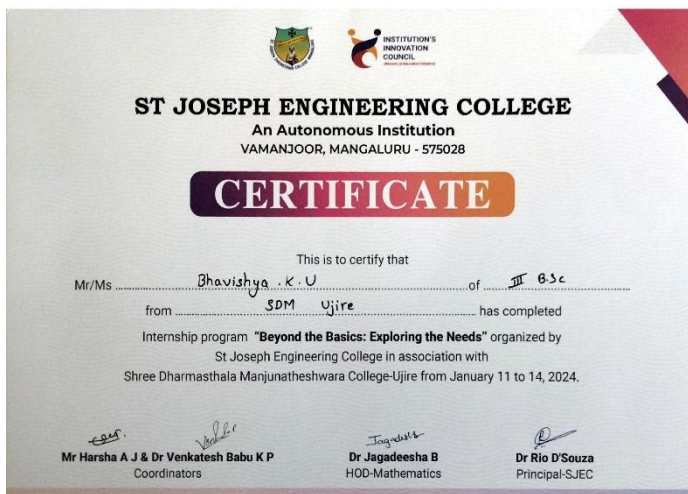 INSTITUTION'S
INNOVATION
COUNCIL
ST JOSEPH ENGINEERING COLLEGE
An Autonomous Institution
VAMANJOOR, MANGALURU - 575028
CERTIFICATE
This is to certify that
Mr/Ms Bhavishya .K.U of III B.Sc
from SDM Ujire has completed
Internship program "Beyond the Basics: Exploring the Needs" organized by
St Joseph Engineering College in association with
Shree Dharmasthala Manjunatheshwara College-Ujire from January 11 to 14, 2024.
Jagadeesha
Mr Harsha A J & Dr Venkatesh Babu K P Dr Jagadeesha B Dr Rio D'Souza
Coordinators HOD-Mathematics Principal-SJEC